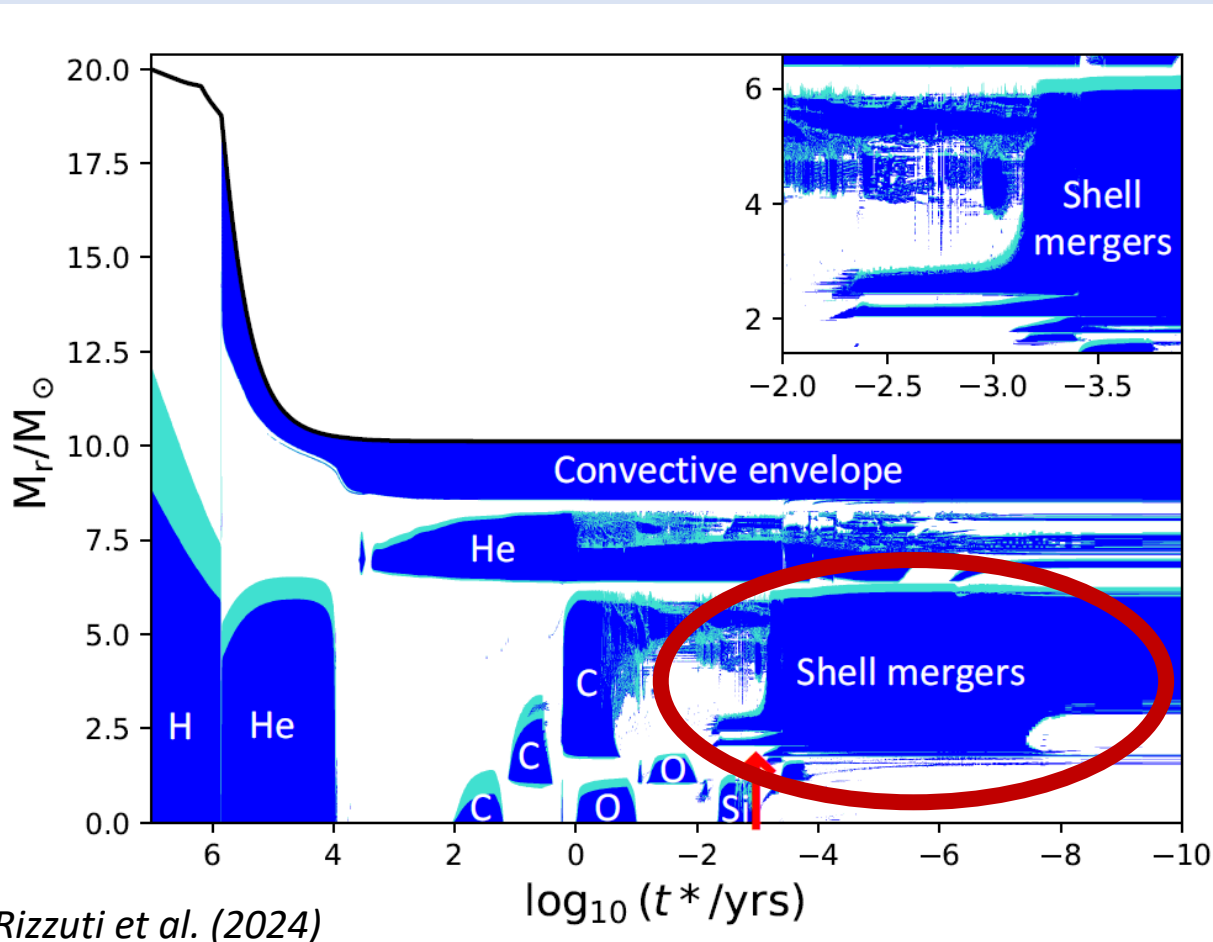 20.0
17.5
15.0
12.5
10.0
7.5
5.0
2.5
0.0
M_r/M_⊙
6
4
2
−2.0 −2.5 −3.0 −3.5
Shell
mergers
Convective envelope
He
Shell mergers
C
H He
C
O
C O Si
6 4 2 0 −2 −4 −6 −8 −10
log₁₀ (t*/yrs)
Rizzuti et al. (2024)